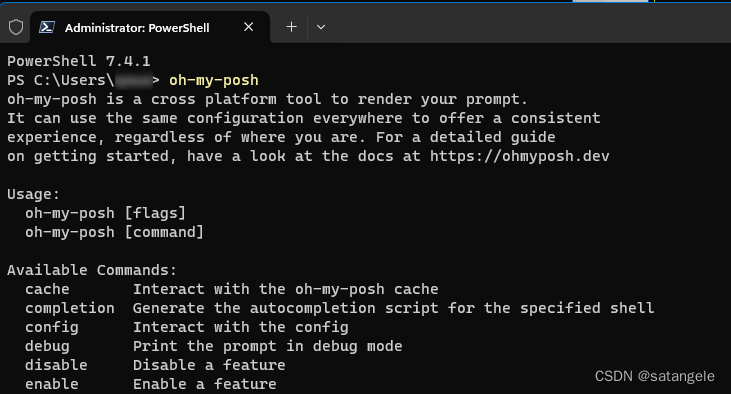 Administrator: PowerShell
PowerShell 7.4.1
PS C:\Users\> oh-my-posh
oh-my-posh is a cross platform tool to render your prompt.
It can use the same configuration everywhere to offer a consistent
experience, regardless of where you are. For a detailed guide
on getting started, have a look at the docs at https://ohmyposh.dev
Usage:
oh-my-posh [flags]
oh-my-posh [command]
Available Commands:
cache Interact with the oh-my-posh cache
completion Generate the autocompletion script for the specified shell
config Interact with the config
debug Print the prompt in debug mode
disable Disable a feature
enable Enable a feature
CSDN @satangele